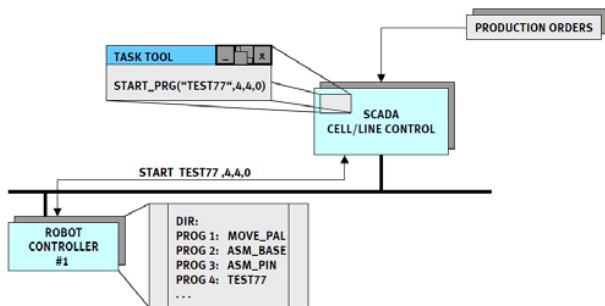 PRODUCTION ORDERS
TASK TOOL
_ x
START_PRG("TEST77",4,4,0)
SCADA
CELL/LINE CONTROL
START TEST77 ,4,4,0
ROBOT
CONTROLLER
#1
DIR:
PROG 1: MOVE_PAL
PROG 2: ASM_BASE
PROG 3: ASM_PIN
PROG 4: TEST77
. . .